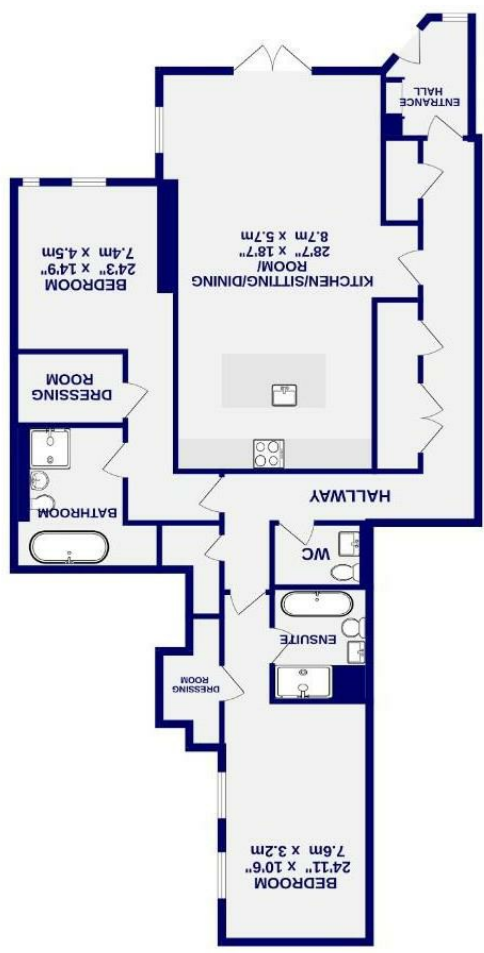 BEDROOM
24'11" x 10'6"
7.6m x 3.2m
DRESSING
ROOM
ENSUITE
WC
HALLWAY
BATHROOM
DRESSING
ROOM
KITCHEN/SITTING/DINING
ROOM/
28'7" x 18'7"
8.7m x 5.7m
BEDROOM
24'3" x 14'9"
7.4m x 4.5m
ENTRANCE
HALL